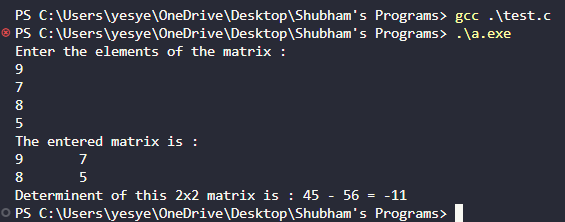 PS C:\Users\yesye\OneDrive\Desktop\Shubham's Programs> gcc .\test.c
PS C:\Users\yesye\OneDrive\Desktop\Shubham's Programs> .\a.exe
Enter the elements of the matrix :
9
7
8
5
The entered matrix is :
9 7
8 5
Determinent of this 2x2 matrix is : 45 - 56 = -11
PS C:\Users\yesye\OneDrive\Desktop\Shubham's Programs>